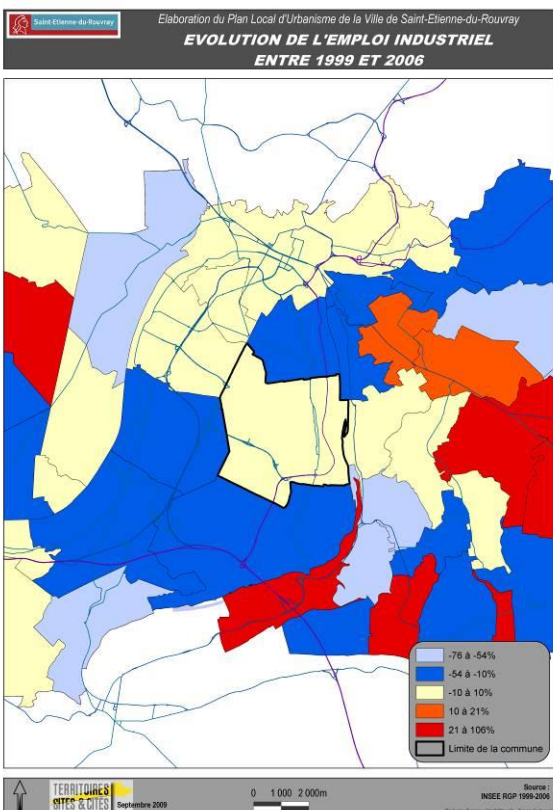 Saint-Etienne-du-Rouvray
Elaboration du Plan Local d'Urbanisme de la Ville de Saint-Etienne-du-Rouvray
EVOLUTION DE L'EMPLOI INDUSTRIEL
ENTRE 1999 ET 2006
-76 à -54%
-54 à -10%
-10 à 10%
10 à 21%
21 à 106%
Limite de la commune
TERRITOIRES
SITES & CITÉS
Septembre 2009
0 1 000 2 000m
Source :
INSEE RGP 1999-2006